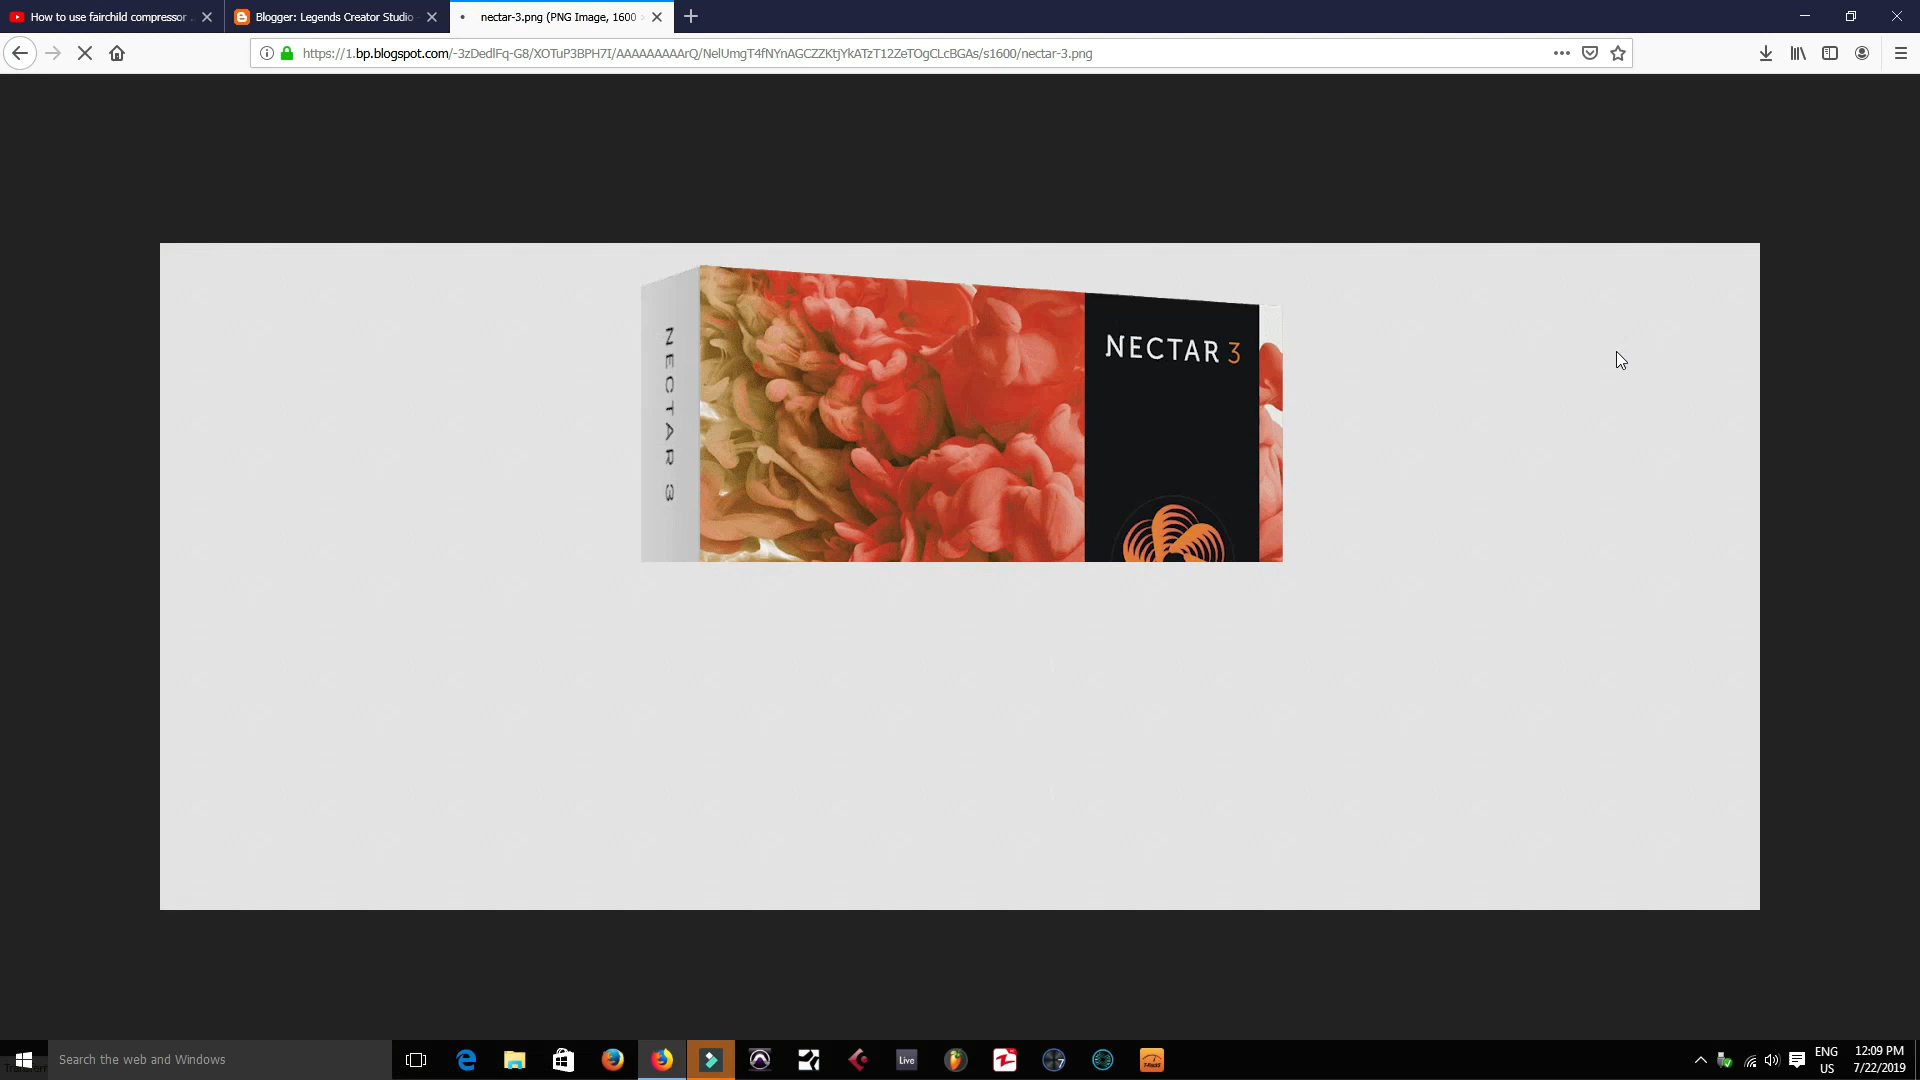 How to use fairchild compressor
Blogger: Legends Creator Studio
nectar-3.png (PNG Image, 1600
https://1.bp.blogspot.com/-3zDedlFq-G8/XOTuP3BPH7I/AAAAAAAAArQ/NelUmgT4fNYnAGCZZKtjYkATzT12ZeTOgCLcBGAs/s1600/nectar-3.png
NECTAR 3
NECTAR 3
Search the web and Windows
Live
7
ENG
US
12:09 PM
7/22/2019